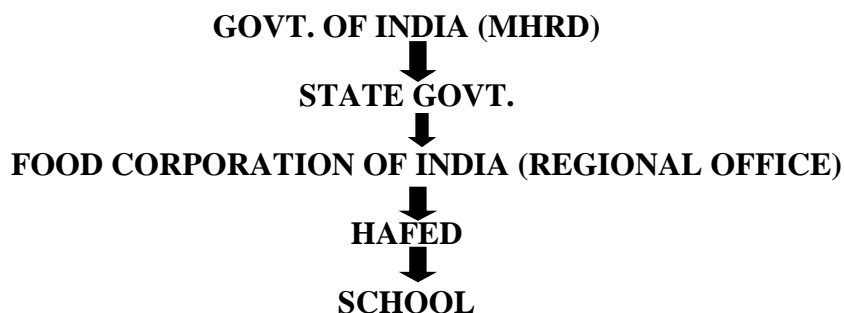 GOVT. OF INDIA (MHRD)
STATE GOVT.
FOOD CORPORATION OF INDIA (REGIONAL OFFICE)
HAFED
SCHOOL